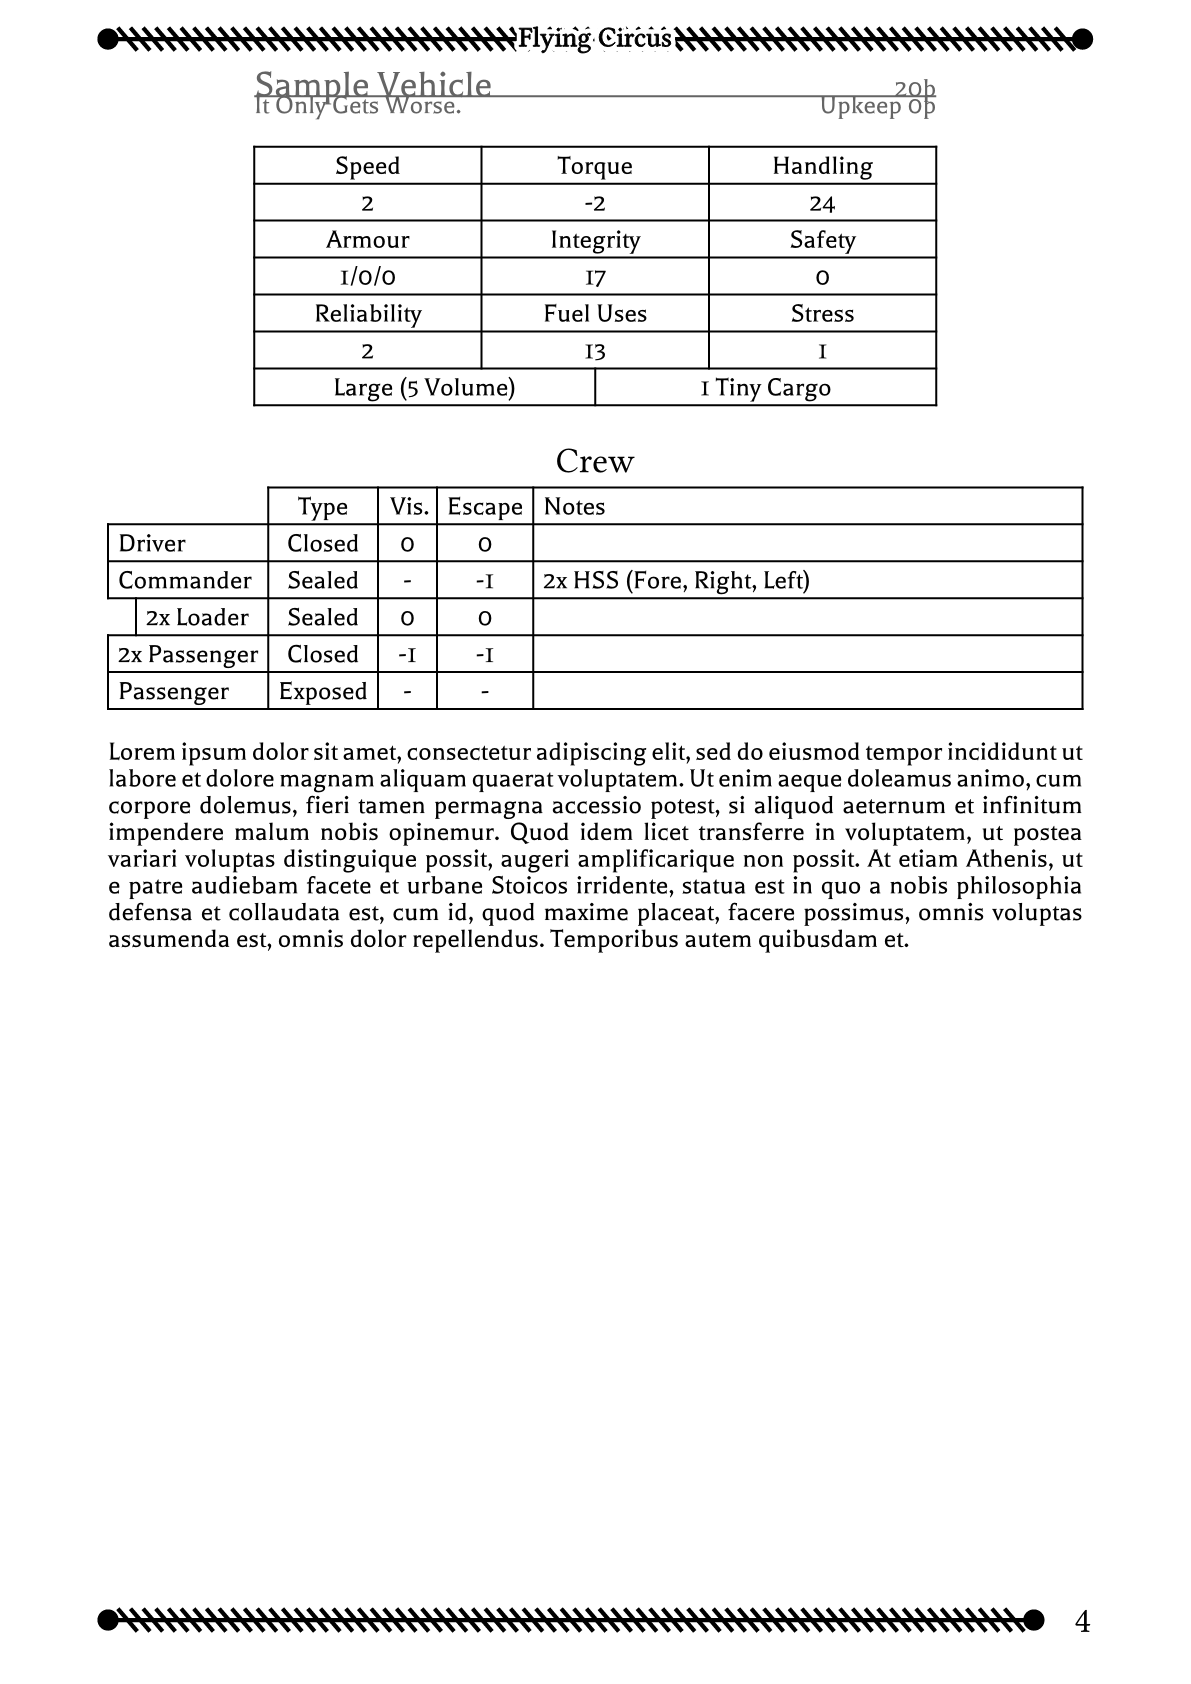 Flying Circus
Sample Vehicle 20þ
It Only Gets Worse. Upkeep 0þ
Speed Torque Handling
2 -2 24
Armour Integrity Safety
1/0/0 17 0
Reliability Fuel Uses Stress
2 13 1
Large (5 Volume) 1 Tiny Cargo
Crew
Type Vis. Escape Notes
Driver Closed 0 0
Commander Sealed - -1 2x HSS (Fore, Right, Left)
2x Loader Sealed 0 0
2x Passenger Closed -1 -1
Passenger Exposed - -
Lorem ipsum dolor sit amet, consectetur adipiscing elit, sed do eiusmod tempor incididunt ut
labore et dolore magnam aliquam quaerat voluptatem. Ut enim aeque doleamus animo, cum
corpore dolemus, fieri tamen permagna accessio potest, si aliquod aeternum et infinitum
impendere malum nobis opinemur. Quod idem licet transferre in voluptatem, ut postea
variari voluptas distinguique possit, augeri amplificarique non possit. At etiam Athenis, ut
e patre audiebam facete et urbane Stoicos irridente, statua est in quo a nobis philosophia
defensa et collaudata est, cum id, quod maxime placeat, facere possimus, omnis voluptas
assumenda est, omnis dolor repellendus. Temporibus autem quibusdam et.
4